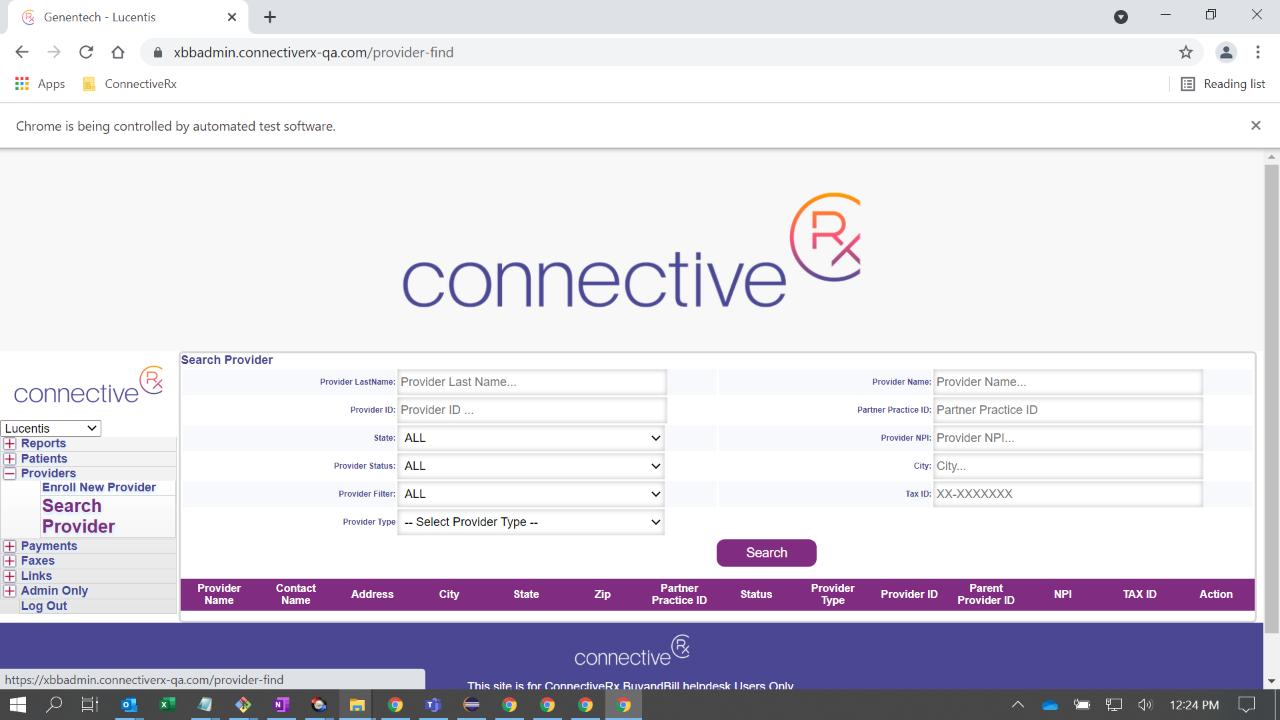 Genentech - Lucentis
xbbadmin.connectiverx-qa.com/provider-find
Apps
ConnectiveRx
Reading list
Chrome is being controlled by automated test software.
connective Rx
connective Rx
Lucentis
Reports
Patients
Providers
Enroll New Provider
Search
Provider
Payments
Faxes
Links
Admin Only
Log Out
Search Provider
Provider LastName: Provider Last Name... Provider Name: Provider Name...
Provider ID: Provider ID ... Partner Practice ID: Partner Practice ID
State: ALL Provider NPI: Provider NPI...
Provider Status: ALL City: City...
Provider Filter: ALL Tax ID: XX-XXXXXXX
Provider Type -- Select Provider Type --
Search
Provider Name Contact Name Address City State Zip Partner Practice ID Status Provider Type Provider ID Parent Provider ID NPI TAX ID Action
connective Rx
This site is for ConnectiveRx BuyandBill helpdesk Users Only
https://xbbadmin.connectiverx-qa.com/provider-find
12:24 PM